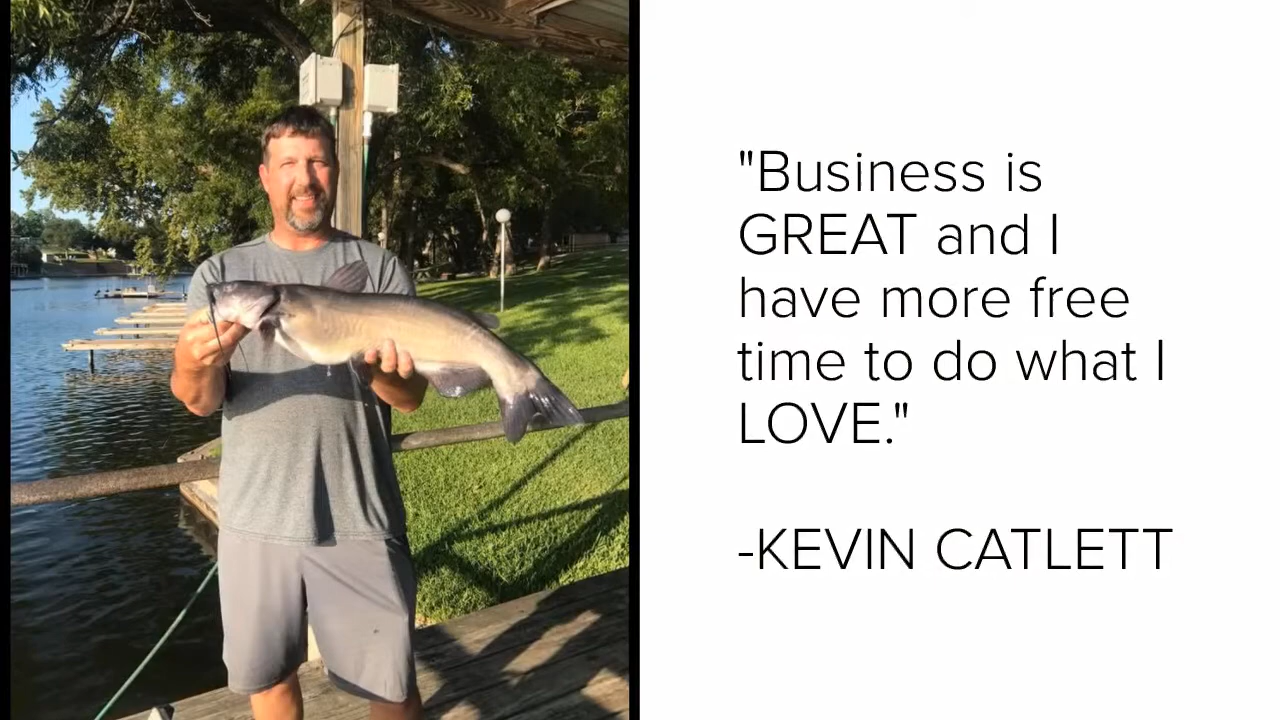 "Business is
GREAT and I
have more free
time to do what I
LOVE."
-KEVIN CATLETT